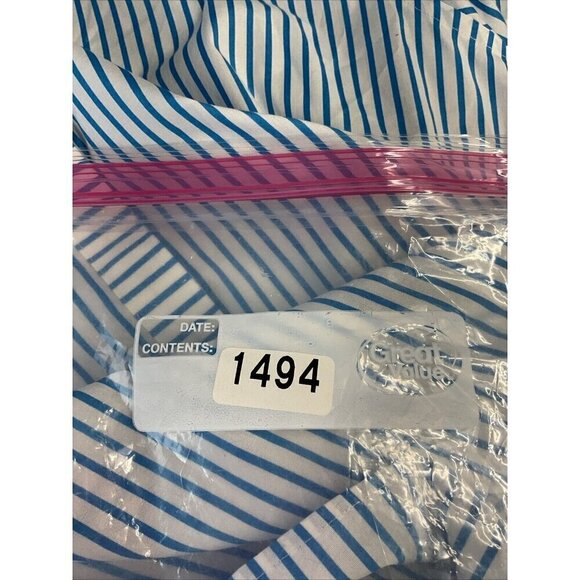 DATE:
CONTENTS:
1494
Great
Value